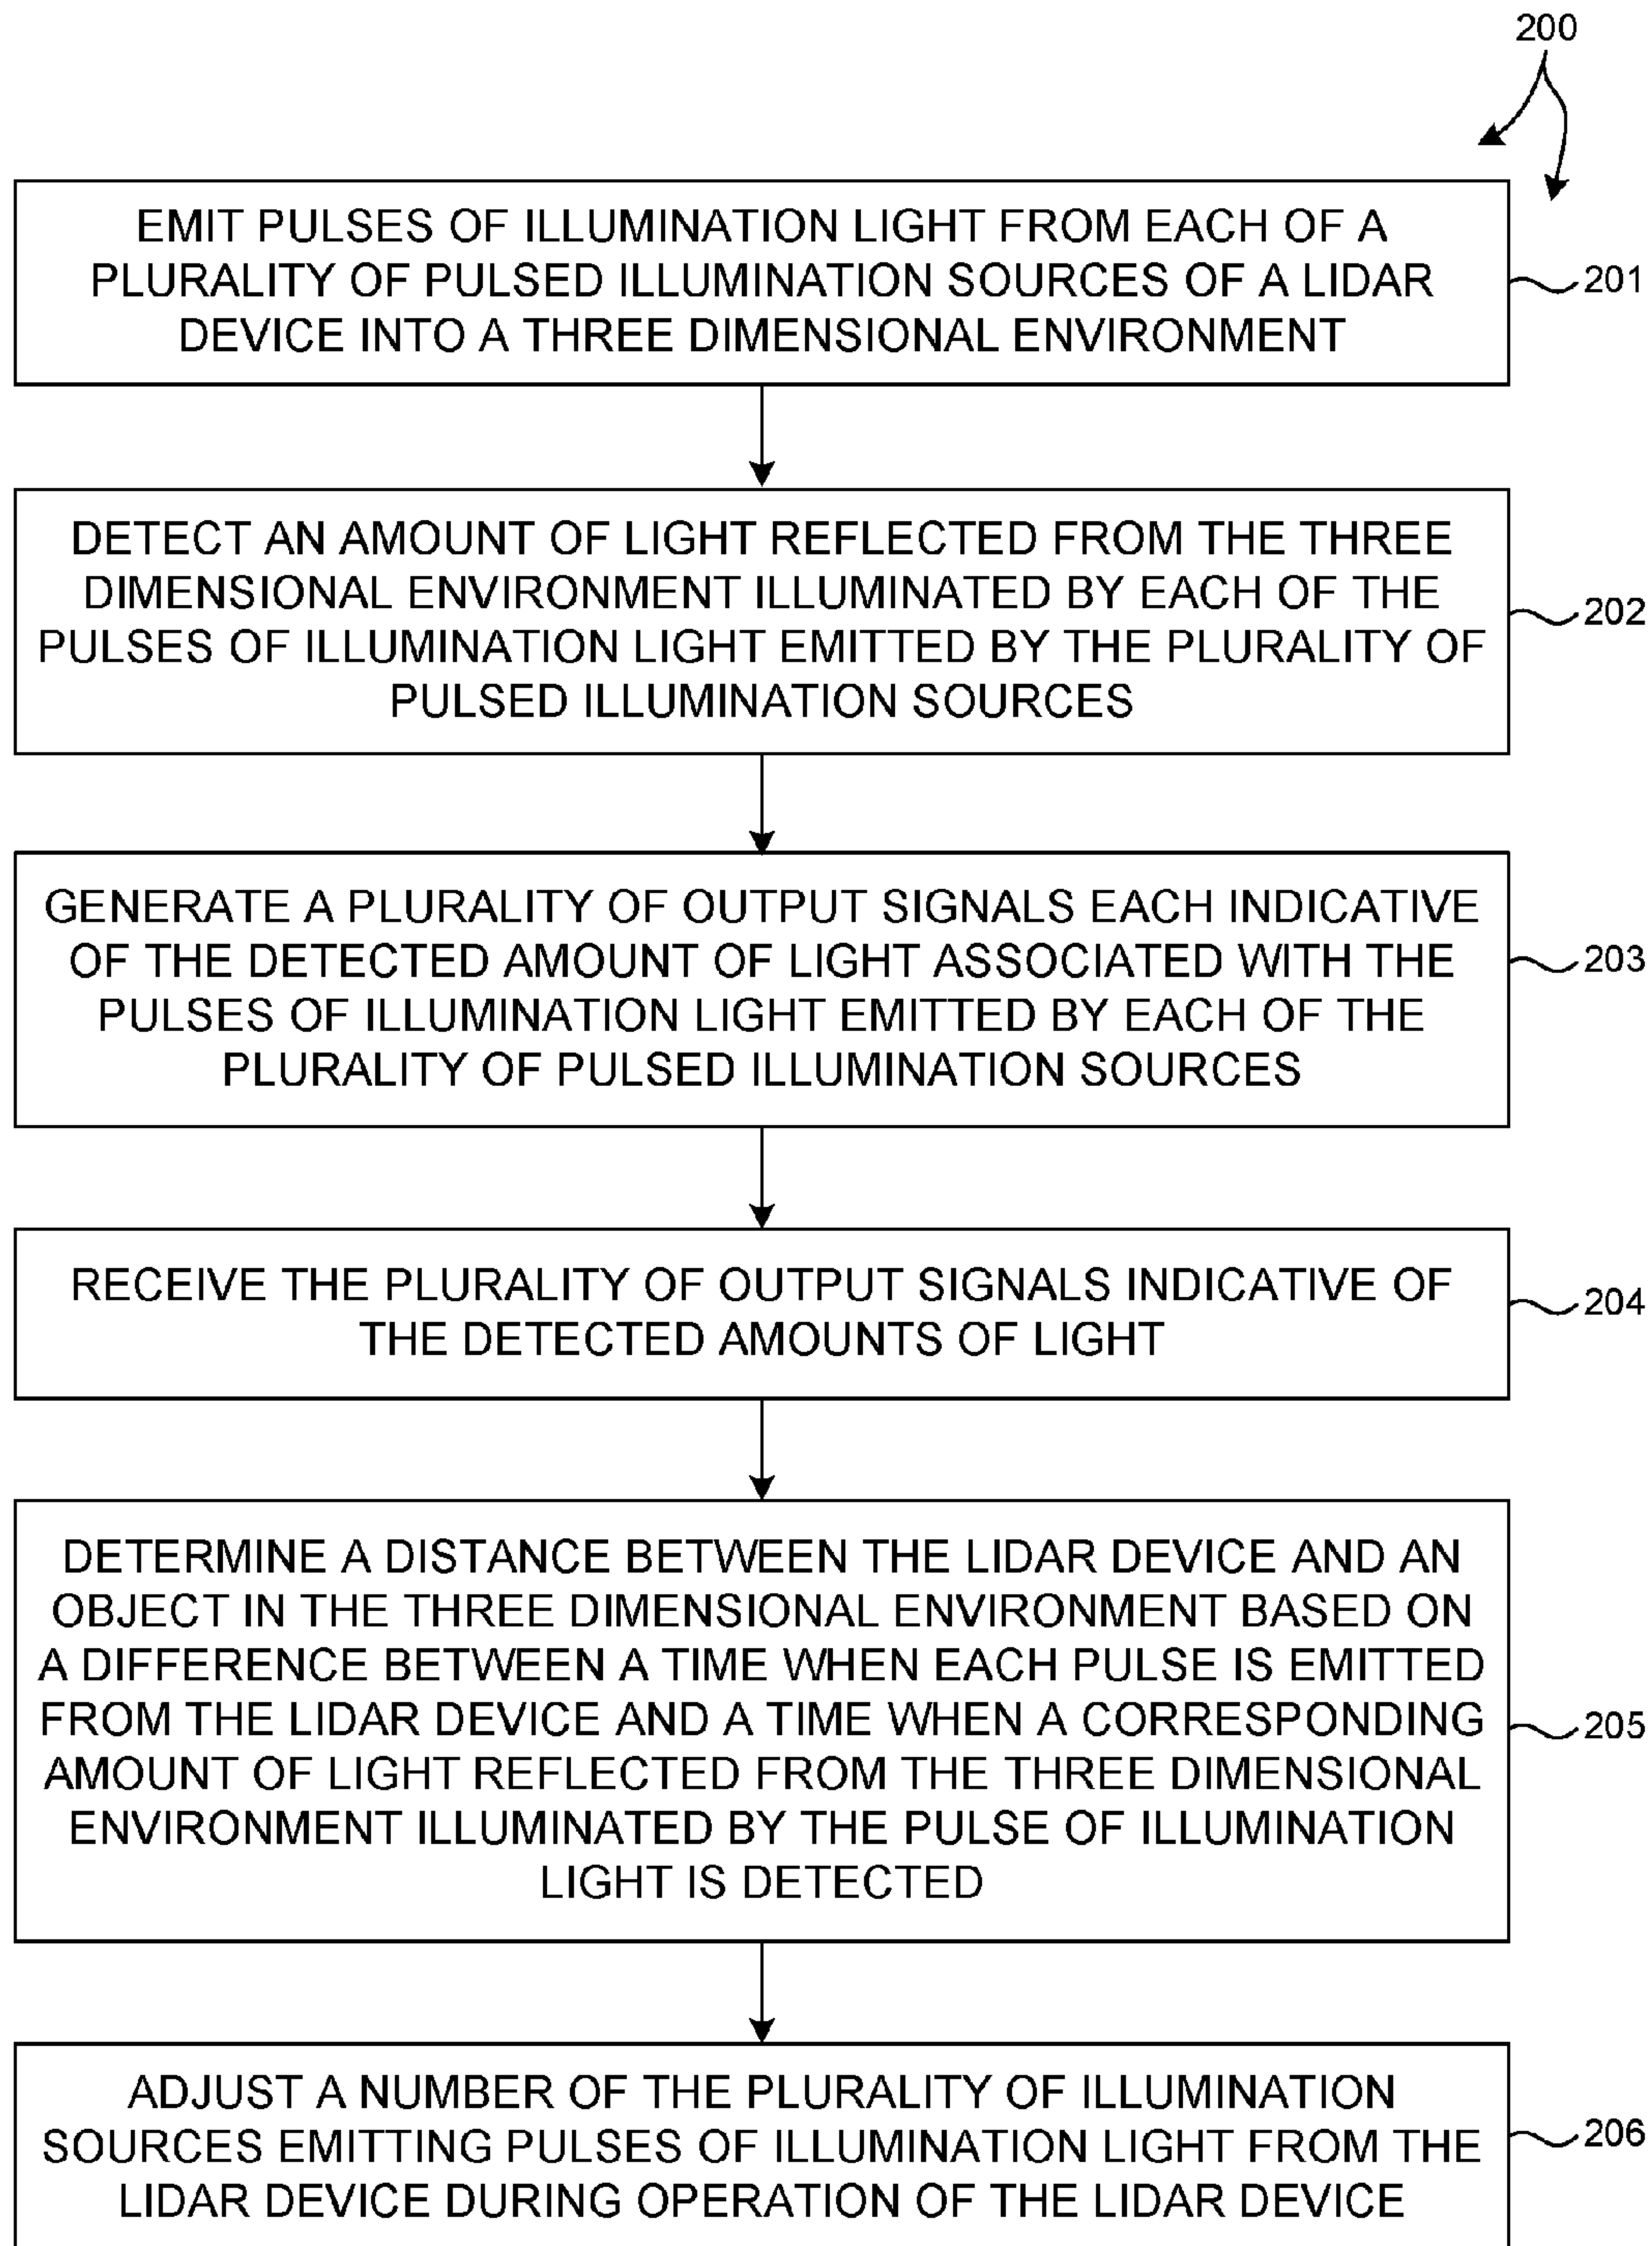 200
EMIT PULSES OF ILLUMINATION LIGHT FROM EACH OF A
PLURALITY OF PULSED ILLUMINATION SOURCES OF A LIDAR
DEVICE INTO A THREE DIMENSIONAL ENVIRONMENT
201
DETECT AN AMOUNT OF LIGHT REFLECTED FROM THE THREE
DIMENSIONAL ENVIRONMENT ILLUMINATED BY EACH OF THE
PULSES OF ILLUMINATION LIGHT EMITTED BY THE PLURALITY OF
PULSED ILLUMINATION SOURCES
202
GENERATE A PLURALITY OF OUTPUT SIGNALS EACH INDICATIVE
OF THE DETECTED AMOUNT OF LIGHT ASSOCIATED WITH THE
PULSES OF ILLUMINATION LIGHT EMITTED BY EACH OF THE
PLURALITY OF PULSED ILLUMINATION SOURCES
203
RECEIVE THE PLURALITY OF OUTPUT SIGNALS INDICATIVE OF
THE DETECTED AMOUNTS OF LIGHT
204
DETERMINE A DISTANCE BETWEEN THE LIDAR DEVICE AND AN
OBJECT IN THE THREE DIMENSIONAL ENVIRONMENT BASED ON
A DIFFERENCE BETWEEN A TIME WHEN EACH PULSE IS EMITTED
FROM THE LIDAR DEVICE AND A TIME WHEN A CORRESPONDING
AMOUNT OF LIGHT REFLECTED FROM THE THREE DIMENSIONAL
ENVIRONMENT ILLUMINATED BY THE PULSE OF ILLUMINATION
LIGHT IS DETECTED
205
ADJUST A NUMBER OF THE PLURALITY OF ILLUMINATION
SOURCES EMITTING PULSES OF ILLUMINATION LIGHT FROM THE
LIDAR DEVICE DURING OPERATION OF THE LIDAR DEVICE
206